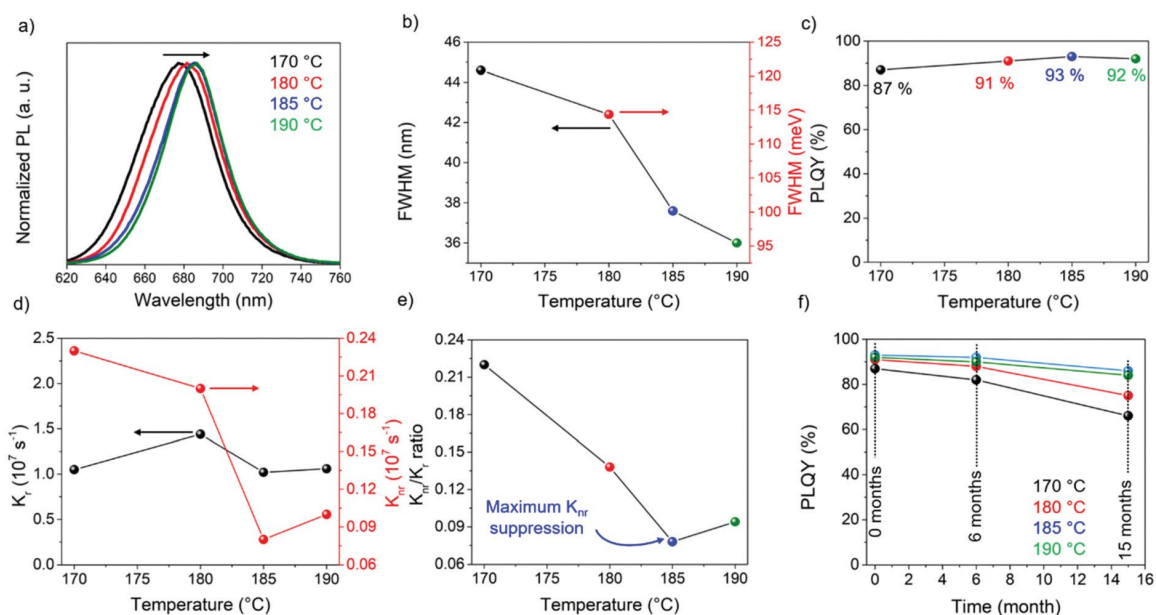 a)
Normalized PL (a. u.)
170 °C
180 °C
185 °C
190 °C
620 640 660 680 700 720 740 760
Wavelength (nm)
b)
FWHM (nm)
46
44
42
40
38
36
125
120
115
110
105
100
95
FWHM (meV)
170 175 180 185 190
Temperature (°C)
c)
PLQY (%)
100
80
60
40
20
0
87 %
91 %
93 %
92 %
170 175 180 185 190
Temperature (°C)
d)
K_r (10^7 s^-1)
2.5
2.0
1.5
1.0
0.5
0.0
0.24
0.21
0.18
0.15
0.12
0.09
0.06
K_nr (10^7 s^-1)
170 175 180 185 190
Temperature (°C)
e)
K_nr/K_r ratio
0.24
0.21
0.18
0.15
0.12
0.09
0.06
Maximum K_nr
suppression
170 175 180 185 190
Temperature (°C)
f)
PLQY (%)
100
80
60
40
20
0
0 months
6 months
15 months
170 °C
180 °C
185 °C
190 °C
0 2 4 6 8 10 12 14 16
Time (month)